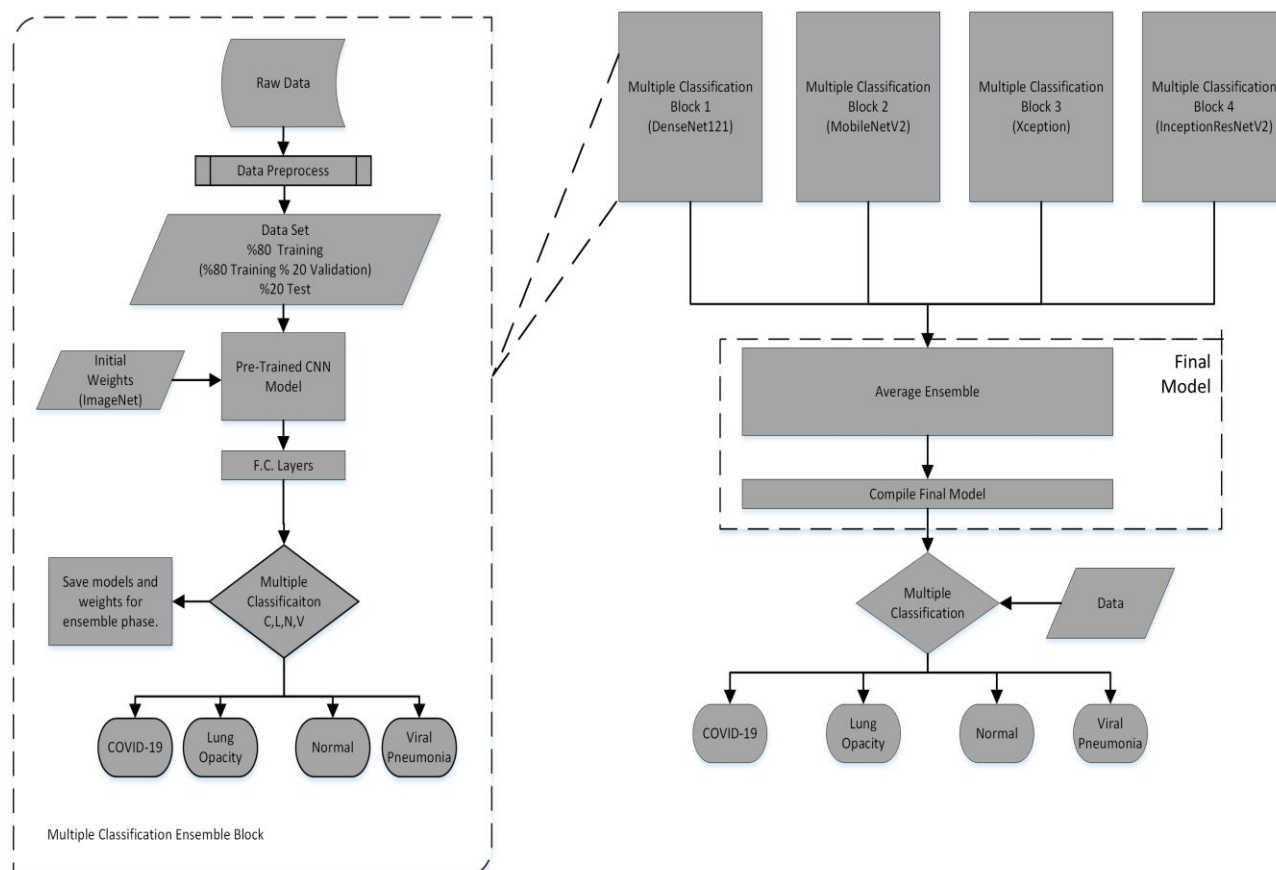 Raw Data
Data Preprocess
Data Set
%80 Training
(%80 Training % 20 Validation)
%20 Test
Initial
Weights
(ImageNet)
Pre-Trained CNN
Model
F.C. Layers
Save models and
weights for
ensemble phase.
Multiple
Classificaiton
C,L,N,V
COVID-19
Lung
Opacity
Normal
Viral
Pneumonia
Multiple Classification Ensemble Block
Multiple Classification
Block 1
(DenseNet121)
Multiple Classification
Block 2
(MobileNetV2)
Multiple Classification
Block 3
(Xception)
Multiple Classification
Block 4
(InceptionResNetV2)
Final
Model
Average Ensemble
Compile Final Model
Multiple
Classification
Data
COVID-19
Lung
Opacity
Normal
Viral
Pneumonia